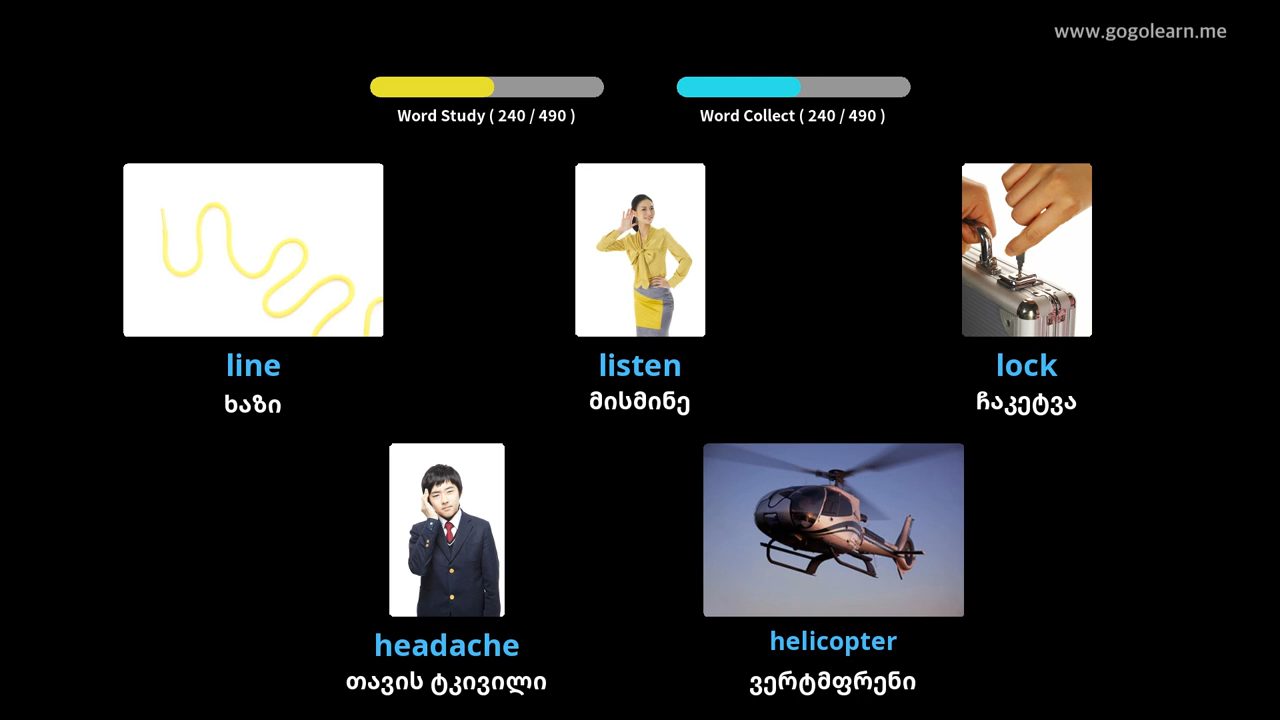 www.gogolearn.me
Word Study ( 240 / 490 )
Word Collect ( 240 / 490 )
line
ხაზი
listen
მისმინე
lock
ჩაკეტვა
headache
თავის ტკივილი
helicopter
ვერტმფრენი